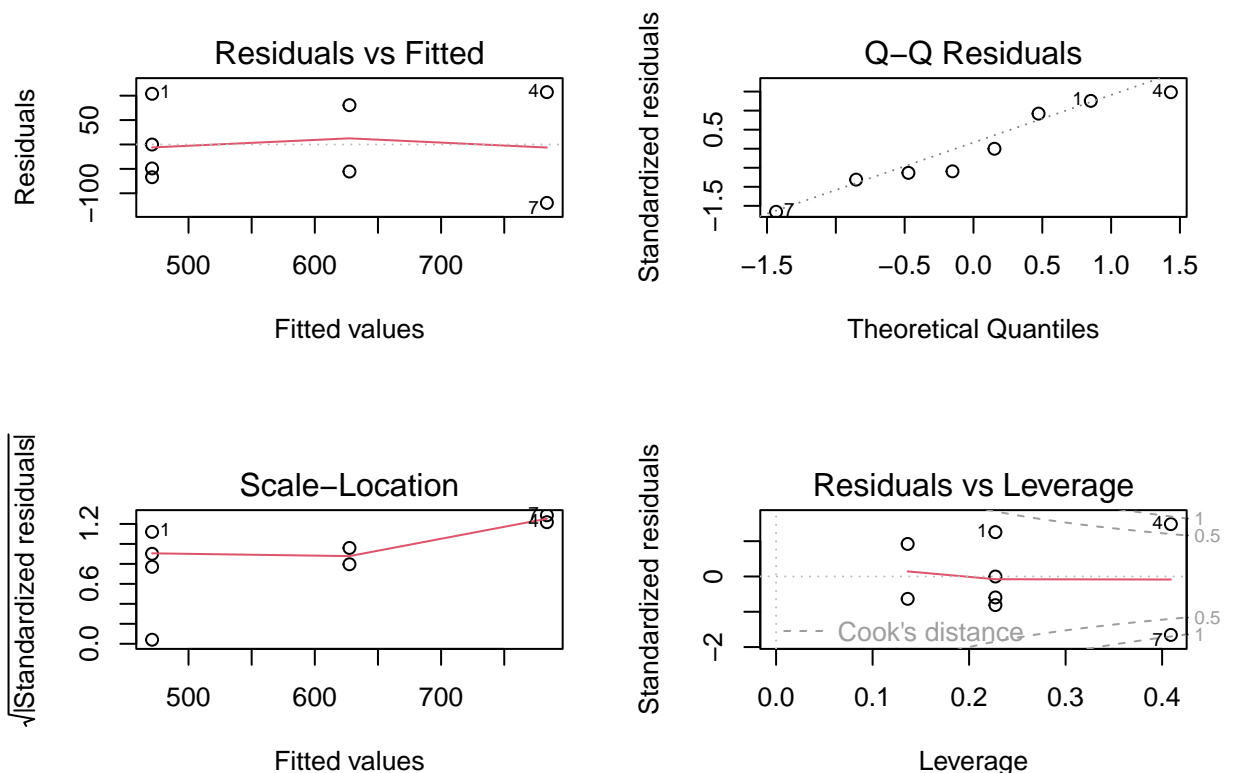 Residuals vs Fitted
Residuals
50
−100
1
4
7
500 600 700
Fitted values
Q−Q Residuals
Standardized residuals
0.5
−1.5
7
1
4
−1.5 −0.5 0.0 0.5 1.0 1.5
Theoretical Quantiles
Scale−Location
√|Standardized residuals|
1.2
0.6
0.0
1
7
4
500 600 700
Fitted values
Residuals vs Leverage
Standardized residuals
0
−2
1
4
7
1
0.5
0.5
1
Cook's distance
0.0 0.1 0.2 0.3 0.4
Leverage